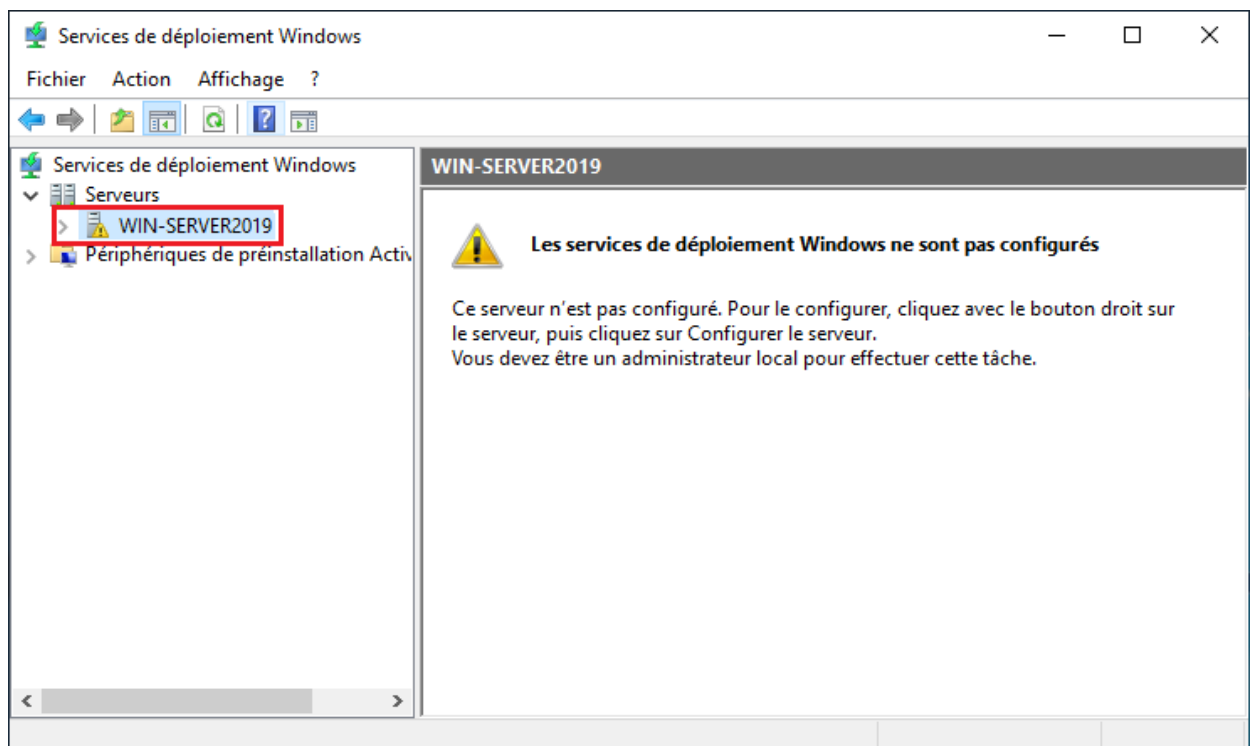 Services de déploiement Windows
Fichier Action Affichage ?
Services de déploiement Windows
Serveurs
WIN-SERVER2019
Périphériques de préinstallation Activ
WIN-SERVER2019
Les services de déploiement Windows ne sont pas configurés
Ce serveur n'est pas configuré. Pour le configurer, cliquez avec le bouton droit sur
le serveur, puis cliquez sur Configurer le serveur.
Vous devez être un administrateur local pour effectuer cette tâche.